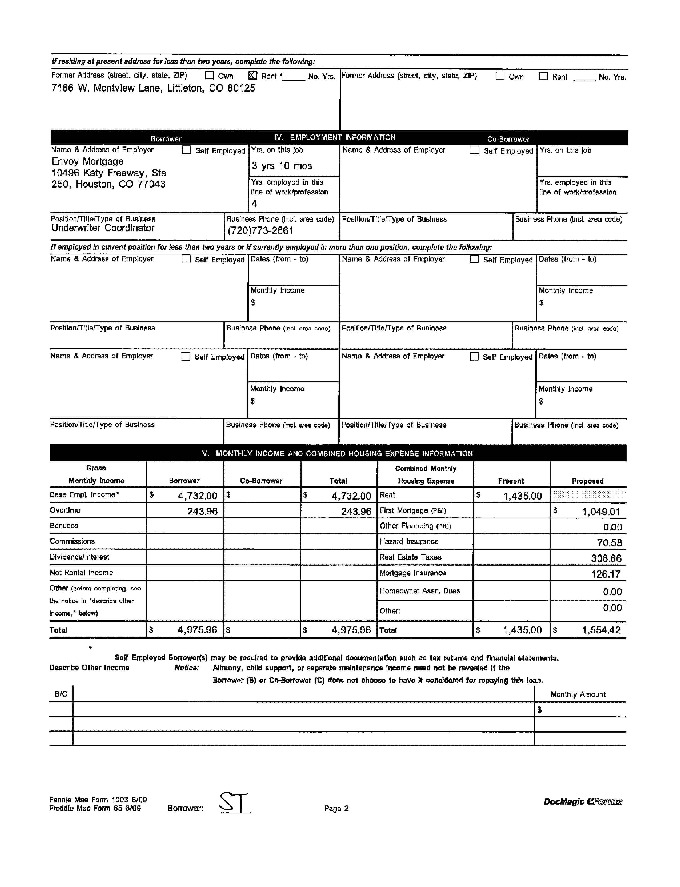 If residing at present address for less than two years, complete the following:
Former Address (street, city, state, ZIP) Own Rent No. Yrs. Former Address (street, city, state, ZIP) Own Rent No. Yrs.
7166 W. Montview Lane, Littleton, CO 80125
Borrower IV. EMPLOYMENT INFORMATION Co-Borrower
Name & Address of Employer Self Employed Yrs. on this job Name & Address of Employer Self Employed Yrs. on this job
Envoy Mortgage
10496 Katy Freeway, Ste 3 yrs 10 mos
250, Houston, CO 77043
Yrs. employed in this line of work/profession Yrs. employed in this line of work/profession
4
Position/Title/Type of Business Business Phone (incl. area code) Position/Title/Type of Business Business Phone (incl. area code)
Underwriter Coordinator (720)773-2661
If employed in current position for less than two years or if currently employed in more than one position, complete the following:
Name & Address of Employer Self Employed Dates (from - to) Name & Address of Employer Self Employed Dates (from - to)
Monthly Income Monthly Income
$ $
Position/Title/Type of Business Business Phone (incl. area code) Position/Title/Type of Business Business Phone (incl. area code)
Name & Address of Employer Self Employed Dates (from - to) Name & Address of Employer Self Employed Dates (from - to)
Monthly Income Monthly Income
$ $
Position/Title/Type of Business Business Phone (incl. area code) Position/Title/Type of Business Business Phone (incl. area code)
V. MONTHLY INCOME AND COMBINED HOUSING EXPENSE INFORMATION
Gross Combined Monthly
Monthly Income Borrower Co-Borrower Total Housing Expense Present Proposed
Base Empl. Income* $ 4,732.00 $ $ 4,732.00 Rent $ 1,435.00
Overtime 243.96 243.96 First Mortgage (P&I) $ 1,049.01
Bonuses Other Financing (P&I) 0.00
Commissions Hazard Insurance 70.58
Dividends/Interest Real Estate Taxes 308.66
Net Rental Income Mortgage Insurance 126.17
Other (before completing, see Homeowner Assn. Dues 0.00
the notice in "describe other
income," below) Other: 0.00
Total $ 4,975.96 $ $ 4,975.96 Total $ 1,435.00 $ 1,554.42
* Self Employed Borrower(s) may be required to provide additional documentation such as tax returns and financial statements.
Describe Other Income Notice: Alimony, child support, or separate maintenance income need not be revealed if the
Borrower (B) or Co-Borrower (C) does not choose to have it considered for repaying this loan.
B/C Monthly Amount
$
Fannie Mae Form 1003 6/09
Freddie Mac Form 65 6/09 Borrower: ST Page 2 DocMagic